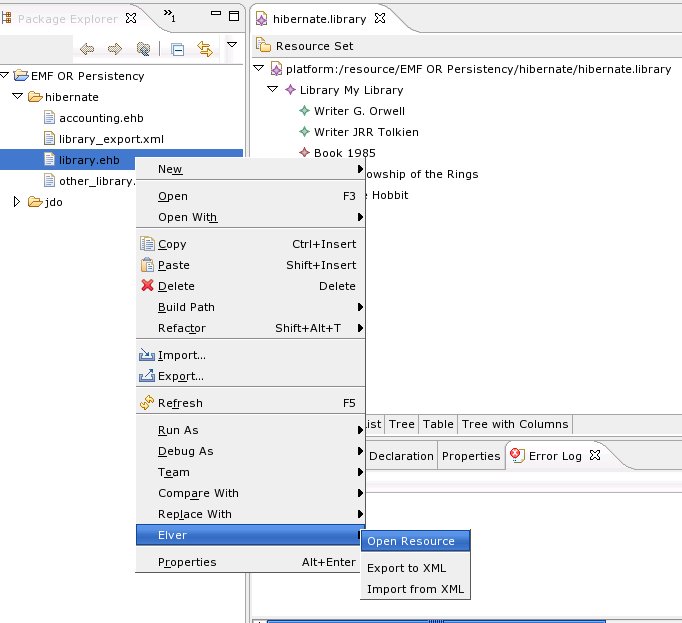 Package Explorer
1
hibernate.library
Resource Set
EMF OR Persistency
hibernate
accounting.ehb
library_export.xml
library.ehb
other_library.
jdo
platform:/resource/EMF OR Persistency/hibernate/hibernate.library
Library My Library
Writer G. Orwell
Writer JRR Tolkien
Book 1985
owship of the Rings
e Hobbit
New
Open F3
Open With
Copy Ctrl+Insert
Paste Shift+Insert
Delete Delete
Build Path
Refactor Shift+Alt+T
Import...
Export...
Refresh F5
Run As
Debug As
Team
Compare With
Replace With
Elver
Properties Alt+Enter
Open Resource
Export to XML
Import from XML
ist Tree Table Tree with Columns
Declaration Properties Error Log